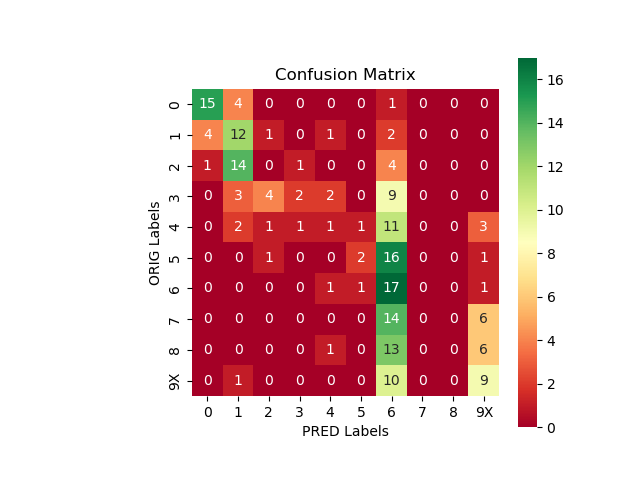 Confusion Matrix
ORIG Labels
0 15 4 0 0 0 0 1 0 0 0
1 4 12 1 0 1 0 2 0 0 0
2 1 14 0 1 0 0 4 0 0 0
3 0 3 4 2 2 0 9 0 0 0
4 0 2 1 1 1 1 11 0 0 3
5 0 0 1 0 0 2 16 0 0 1
6 0 0 0 0 1 1 17 0 0 1
7 0 0 0 0 0 0 14 0 0 6
8 0 0 0 0 1 0 13 0 0 6
9X 0 1 0 0 0 0 10 0 0 9
0 1 2 3 4 5 6 7 8 9X
PRED Labels
16
14
12
10
8
6
4
2
0